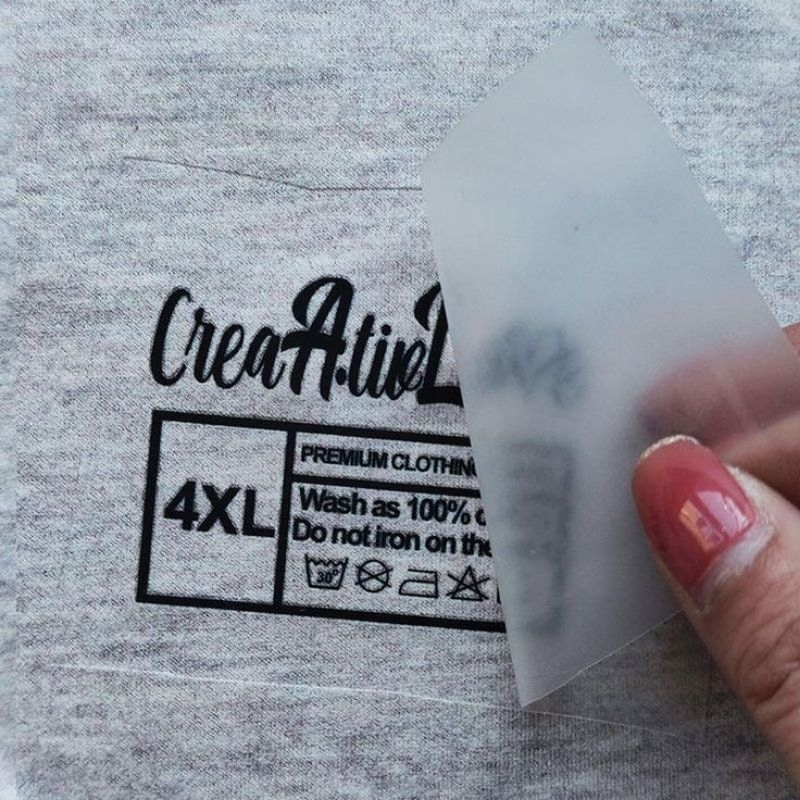 CreaA.tive
4XL
PREMIUM CLOTHING
Wash as 100%
Do not iron on the
30°